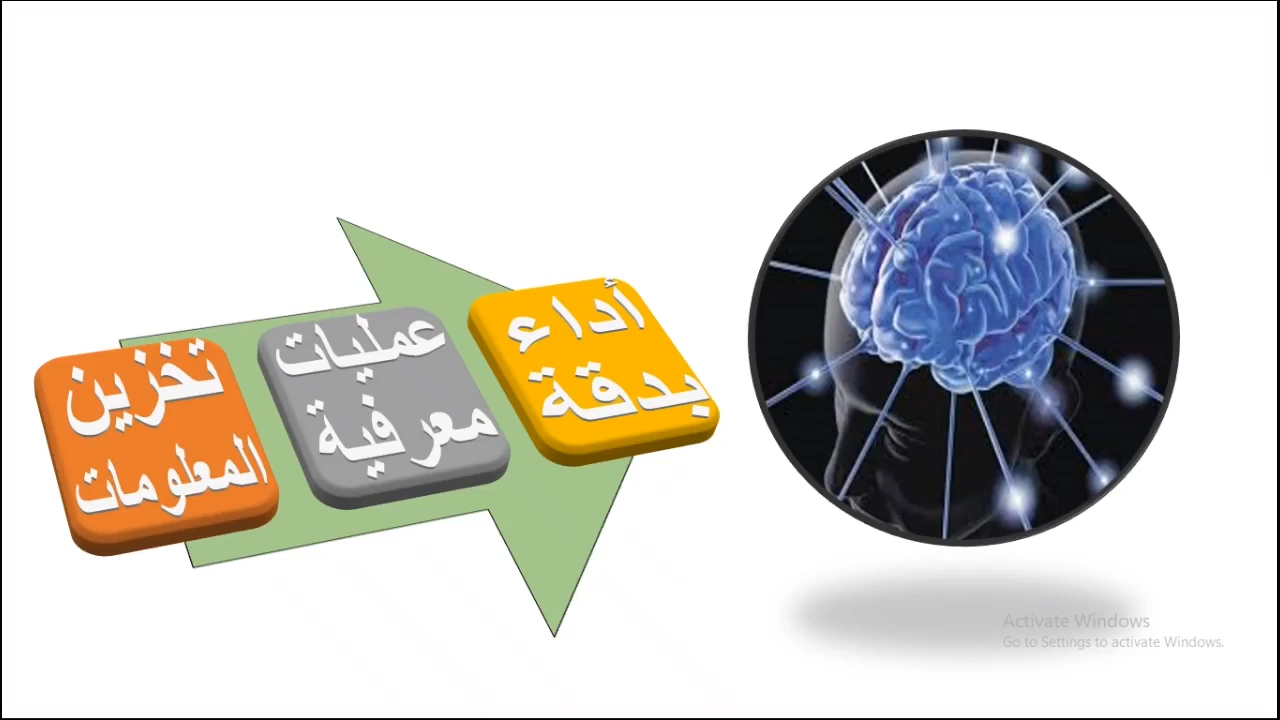 تخزين
المعلومات
عمليات
معرفية
أداء
بدقة
Activate Windows
Go to Settings to activate Windows.